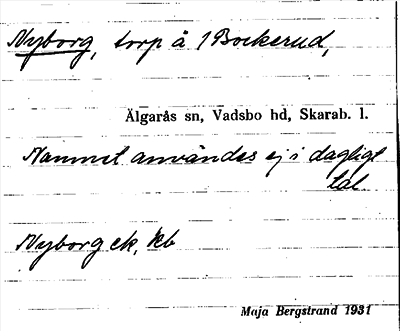 Nyborg, torp å 1 Bockerud,
Älgarås sn, Vadsbo hd, Skarab. l.
Namnet användes ej i dagligt
tal.
Nyborg ek, kb
Maja Bergstrand 1931